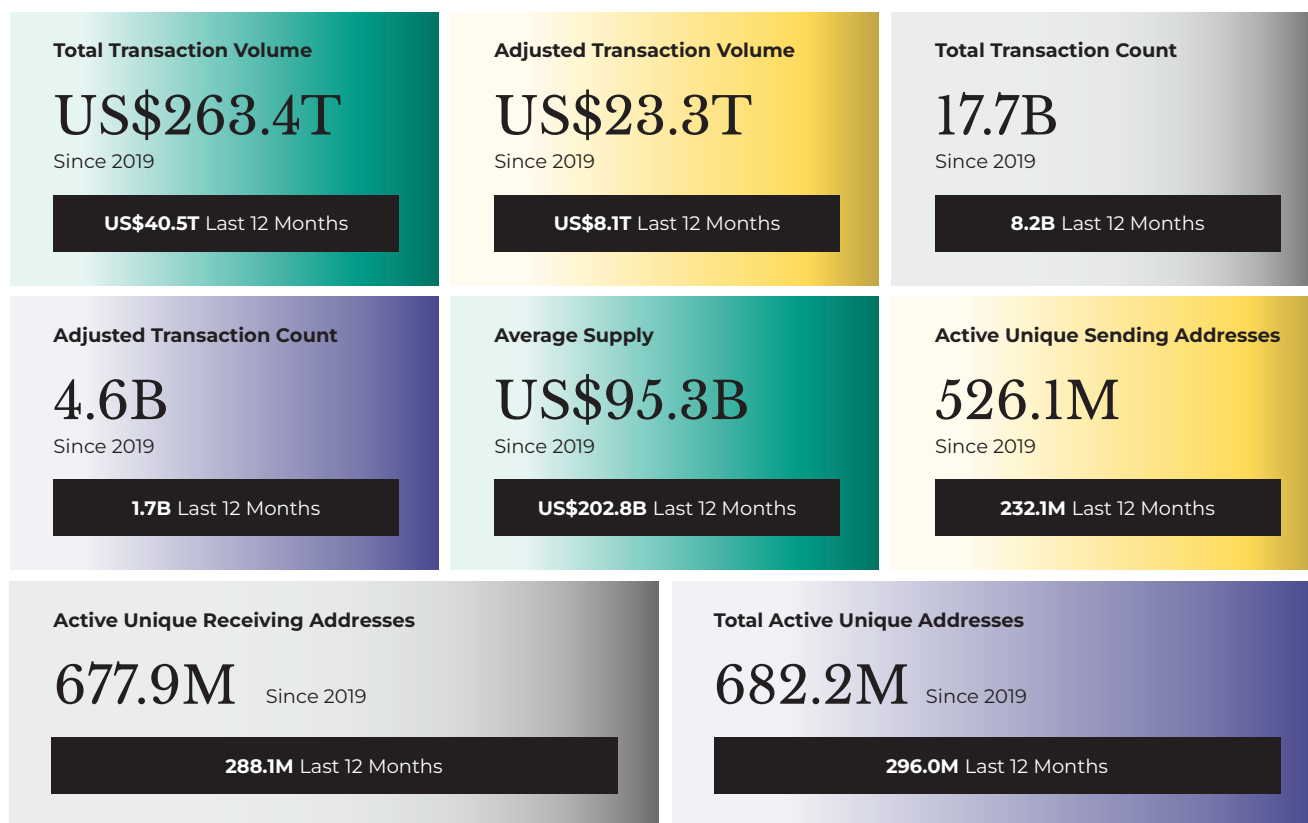 Total Transaction Volume
US$263.4T
Since 2019
US$40.5T Last 12 Months
Adjusted Transaction Volume
US$23.3T
Since 2019
US$8.1T Last 12 Months
Total Transaction Count
17.7B
Since 2019
8.2B Last 12 Months
Adjusted Transaction Count
4.6B
Since 2019
1.7B Last 12 Months
Average Supply
US$95.3B
Since 2019
US$202.8B Last 12 Months
Active Unique Sending Addresses
526.1M
Since 2019
232.1M Last 12 Months
Active Unique Receiving Addresses
677.9M Since 2019
288.1M Last 12 Months
Total Active Unique Addresses
682.2M Since 2019
296.0M Last 12 Months